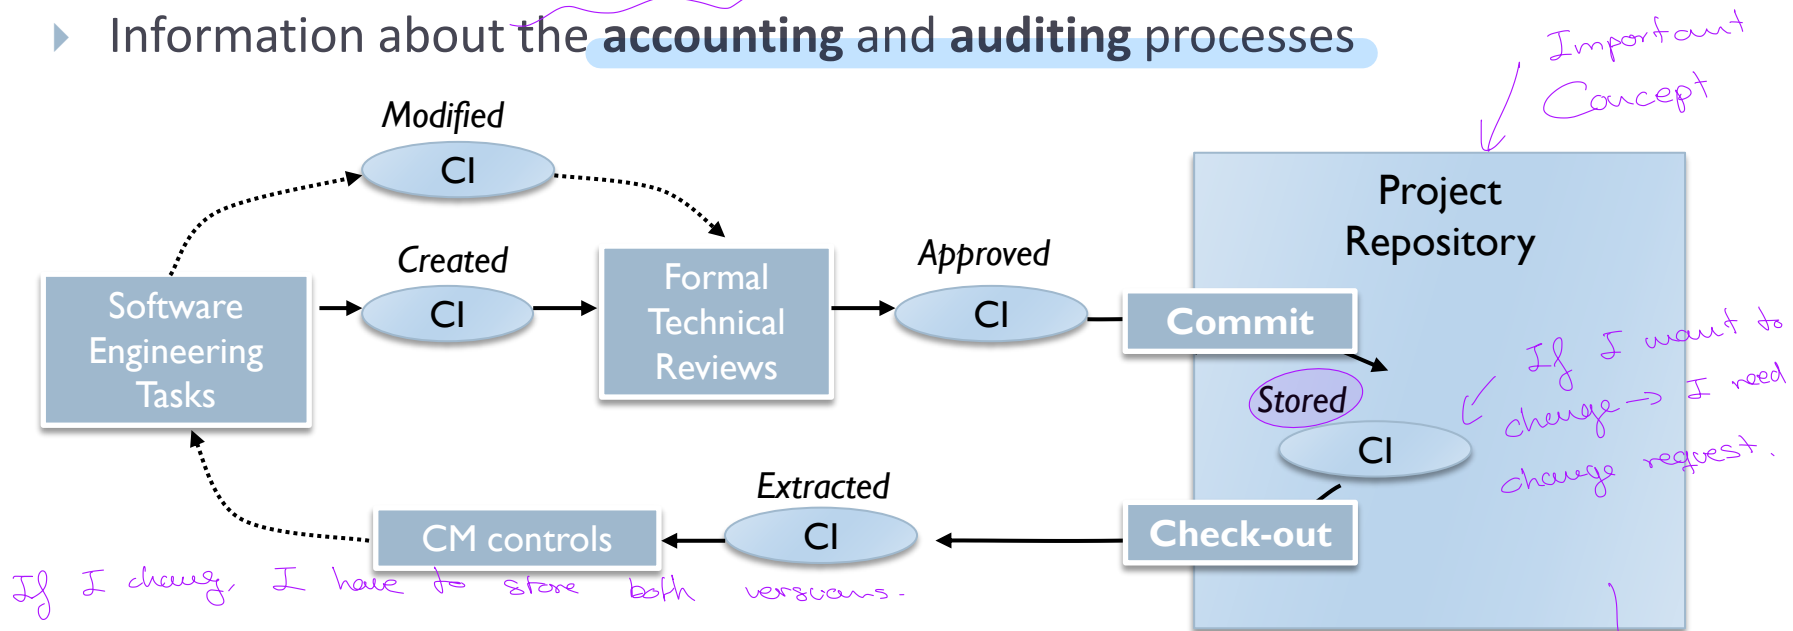 Information about the accounting and auditing processes
Important
Concept
Modified
CI
Project
Repository
Created
CI
Formal
Technical
Reviews
Approved
CI
Software
Engineering
Tasks
Commit
If I want to
change → I need
change request.
Stored
CI
Extracted
CI
CM controls
Check-out
If I chang, I have to store both versions.